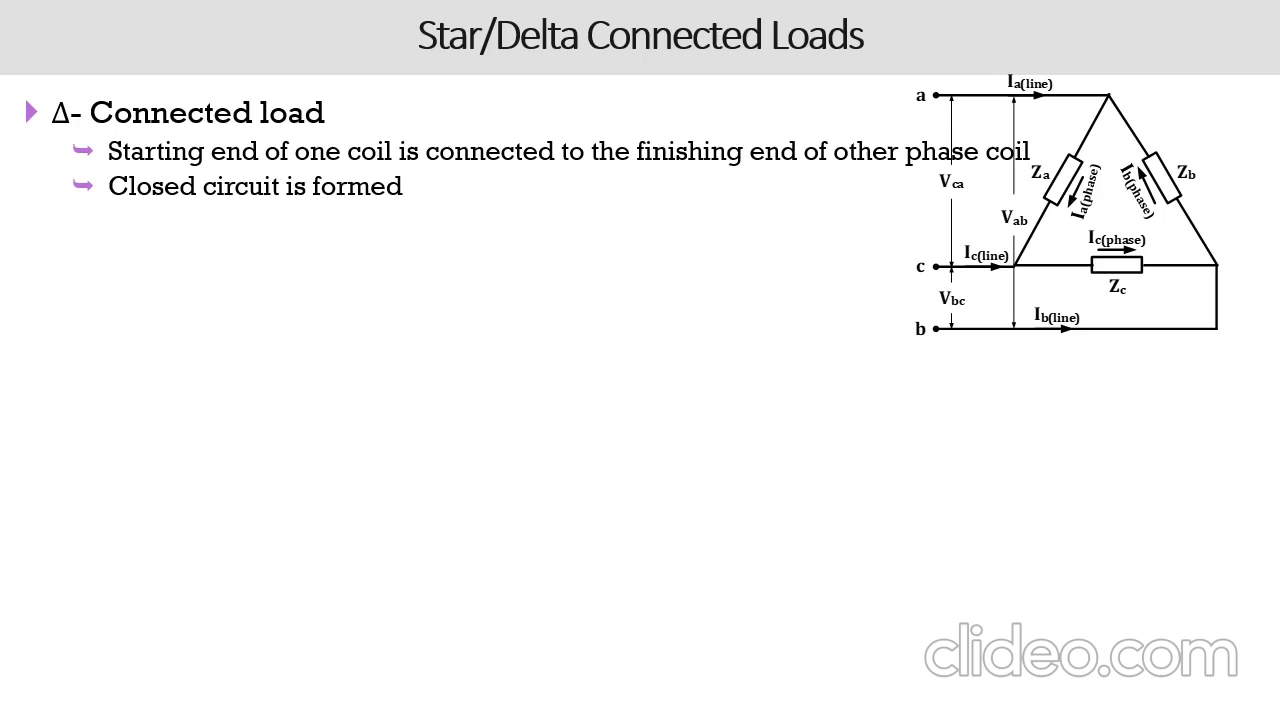 Star/Delta Connected Loads
Δ- Connected load
Starting end of one coil is connected to the finishing end of other phase coil
Closed circuit is formed
Ia(line)
a
Vca
Za
Ia(phase)
Ib(phase)
Zb
Vab
Ic(phase)
Ic(line)
c
Zc
Vbc
Ib(line)
b
clideo.com